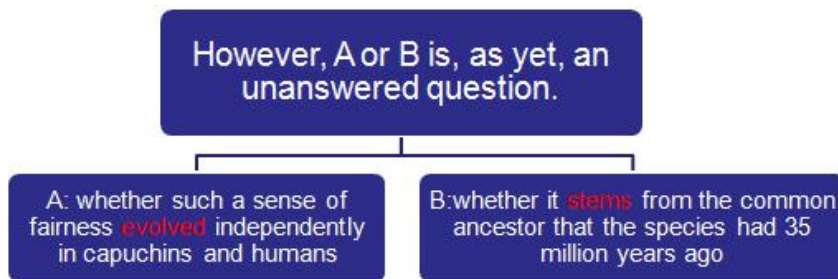 However, A or B is, as yet, an
unanswered question.
A: whether such a sense of
fairness evolved independently
in capuchins and humans
B:whether it stems from the common
ancestor that the species had 35
million years ago